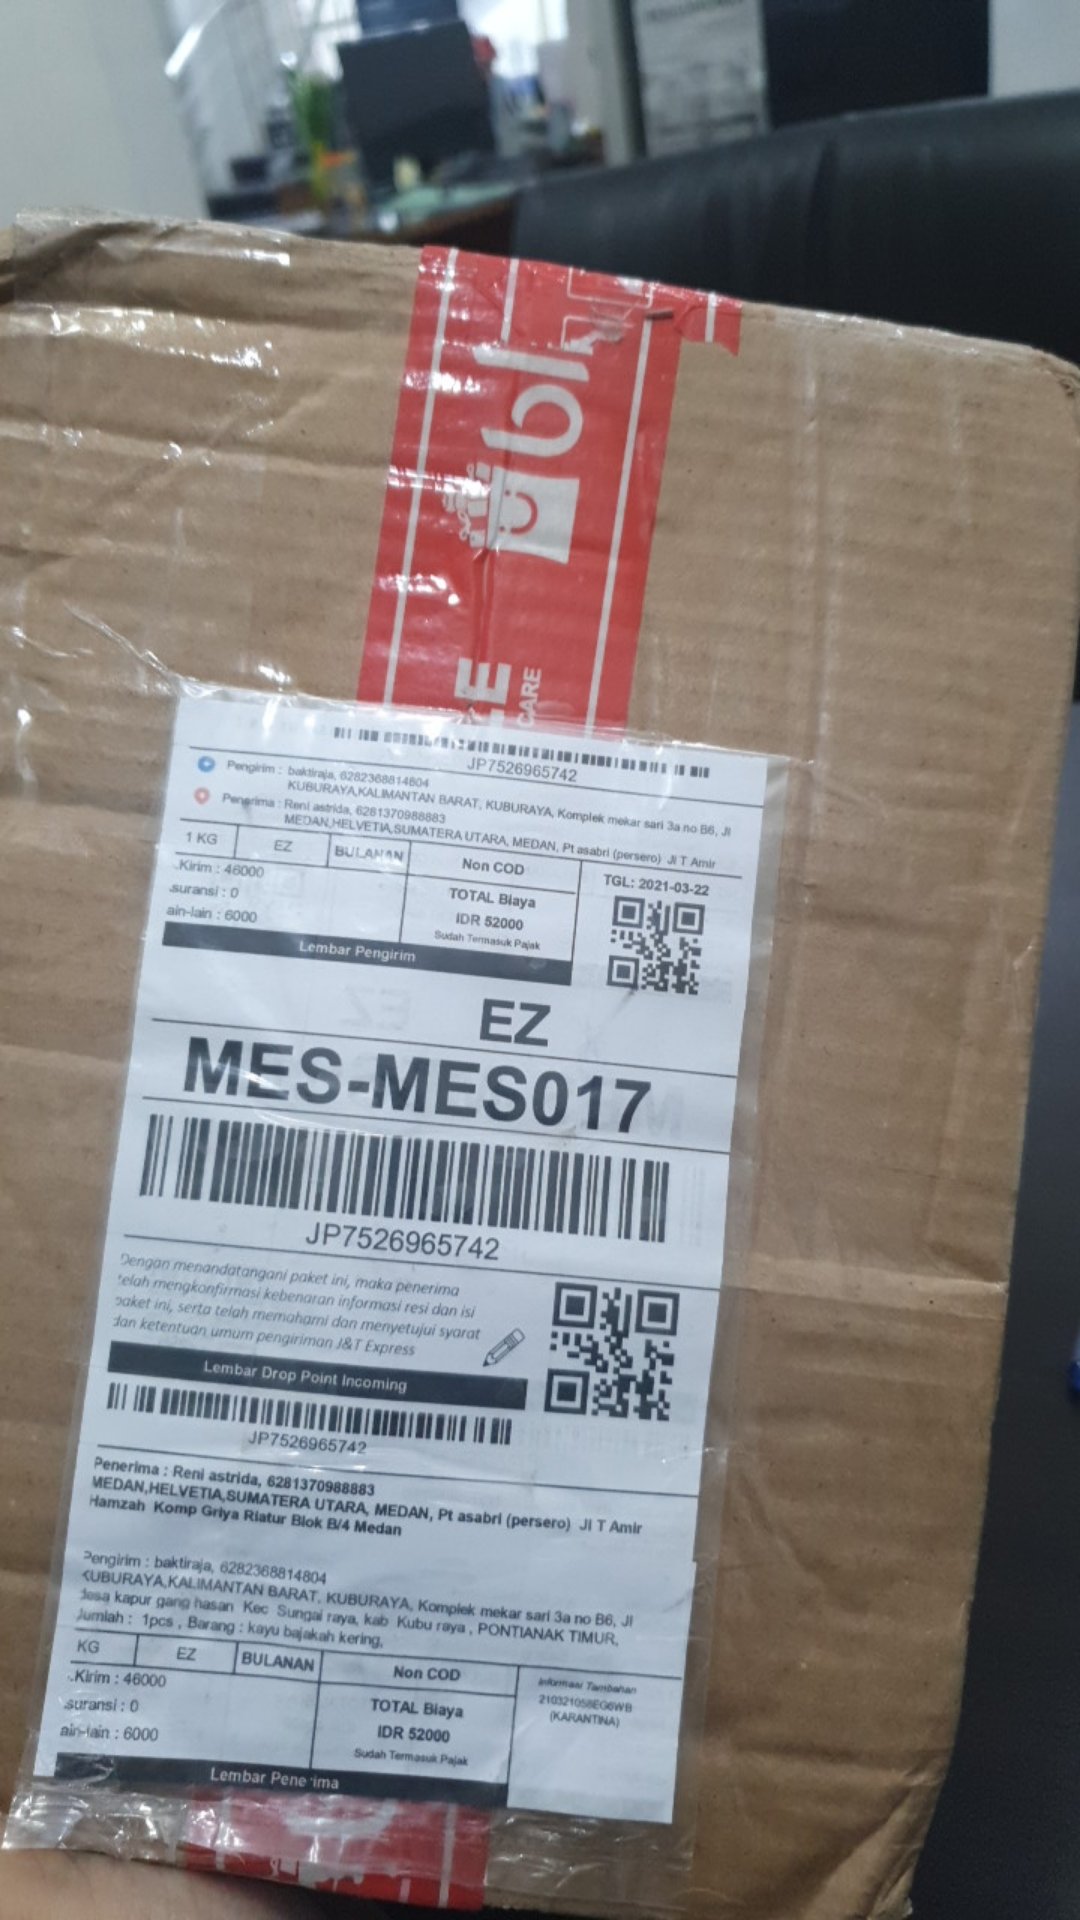 bl
E
CARE
JP7526965742
Pengirim : baktiraja, 6282368814804
KUBURAYA,KALIMANTAN BARAT, KUBURAYA, Komplek mekar sari 3a no B6, Jl
Penerima : Reni astrida, 6281370988883
MEDAN,HELVETIA,SUMATERA UTARA, MEDAN, Pt asabri (persero) Jl T Amir
1 KG EZ BULANAN Non COD
TGL: 2021-03-22
.Kirim : 46000
.suransi : 0
ain-lain : 6000
TOTAL Biaya
IDR 52000
Sudah Termasuk Pajak
Lembar Pengirim
EZ
MES-MES017
JP7526965742
Dengan menandatangani paket ini, maka penerima
telah mengkonfirmasi kebenaran informasi resi dan isi
paket ini, serta telah memahami dan menyetujui syarat
dan ketentuan umum pengiriman J&T Express
Lembar Drop Point Incoming
JP7526965742
Penerima : Reni astrida, 6281370988883
MEDAN,HELVETIA,SUMATERA UTARA, MEDAN, Pt asabri (persero) Jl T Amir
Hamzah Komp Griya Riatur Blok B/4 Medan
Pengirim : baktiraja, 6282368814804
KUBURAYA,KALIMANTAN BARAT, KUBURAYA, Komplek mekar sari 3a no B6, Jl
desa kapur gang hasan Kec Sungai raya, kab Kubu raya , PONTIANAK TIMUR,
Jumlah : 1pcs , Barang : kayu bajakah kering,
KG EZ BULANAN Non COD
.Kirim : 46000
.suransi : 0
ain-lain : 6000
TOTAL Biaya
IDR 52000
Sudah Termasuk Pajak
Informasi Tambahan
210321058EG6WB
(KARANTINA)
Lembar Penerima